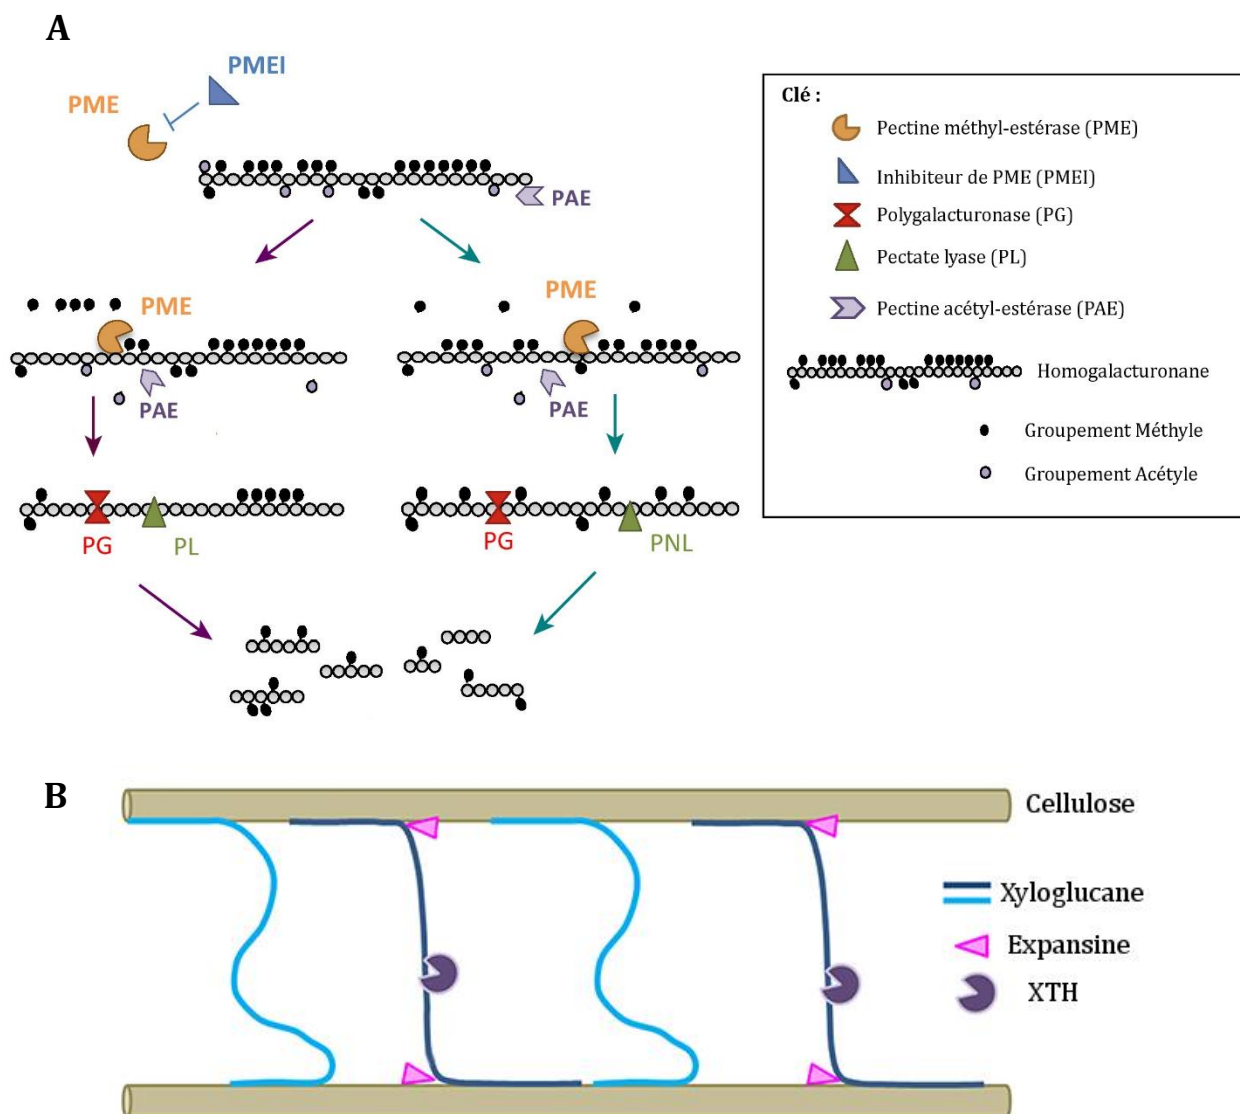 A
PMEI
PME
PAE
PME
PAE
PME
PAE
PG
PL
PG
PNL
Clé :
Pectine méthyl-estérase (PME)
Inhibiteur de PME (PMEI)
Polygalacturonase (PG)
Pectate lyase (PL)
Pectine acétyl-estérase (PAE)
Homogalacturonane
Groupement Méthyle
Groupement Acétyle
B
Cellulose
Xyloglucane
Expansine
XTH